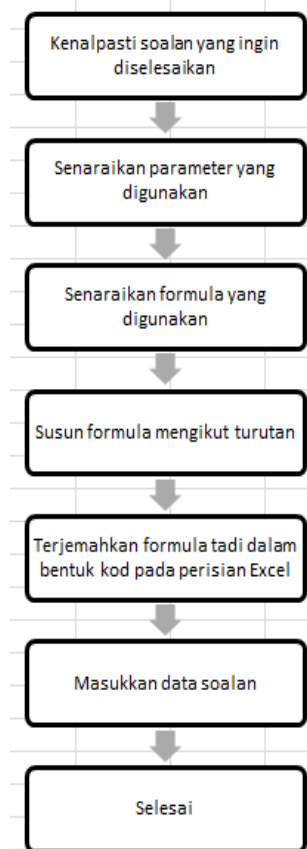 Kenalpasti soalan yang ingin
diselesaikan
Senaraikan parameter yang
digunakan
Senaraikan formula yang
digunakan
Susun formula mengikut turutan
Terjemahkan formula tadi dalam
bentuk kod pada perisian Excel
Masukkan data soalan
Selesai